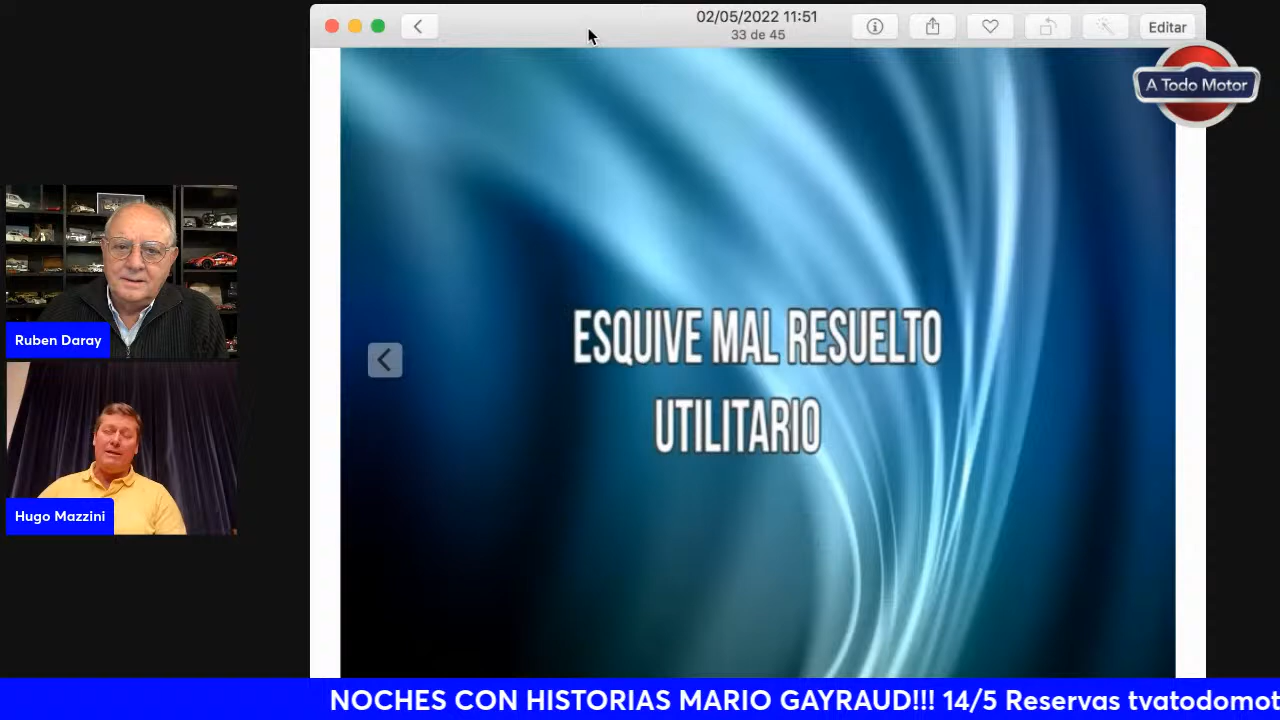 02/05/2022 11:51
33 de 45
Editar
A Todo Motor
ESQUIVE MAL RESUELTO
UTILITARIO
Ruben Daray
Hugo Mazzini
NOCHES CON HISTORIAS MARIO GAYRAUD!!! 14/5 Reservas tvatodomot